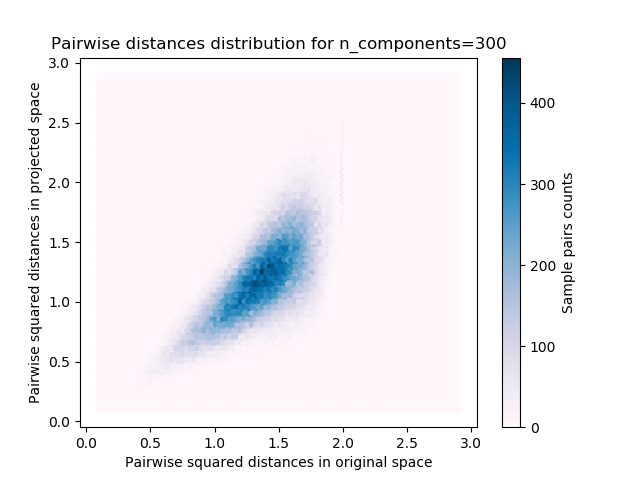 Pairwise distances distribution for n_components=300
3.0
2.5
2.0
1.5
1.0
0.5
0.0
Pairwise squared distances in projected space
0.0 0.5 1.0 1.5 2.0 2.5 3.0
Pairwise squared distances in original space
400
300
200
100
0
Sample pairs counts